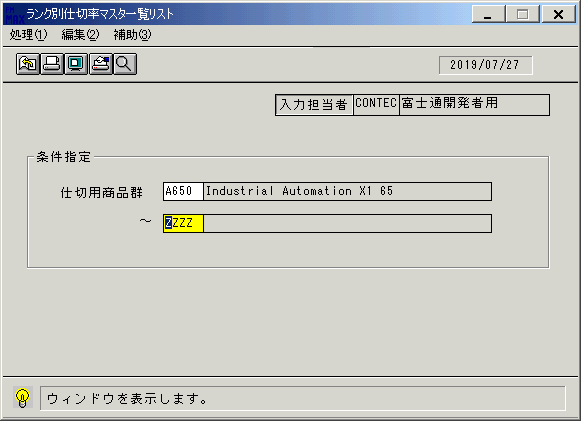 MAX ランク別仕切率マスター覧リスト
処理(1) 編集(2) 補助(3)
2019/07/27
入力担当者 CONTEC 富士通開発者用
条件指定
仕切用商品群 A650 Industrial Automation X1 65
～ ZZZZ
ウィンドウを表示します。